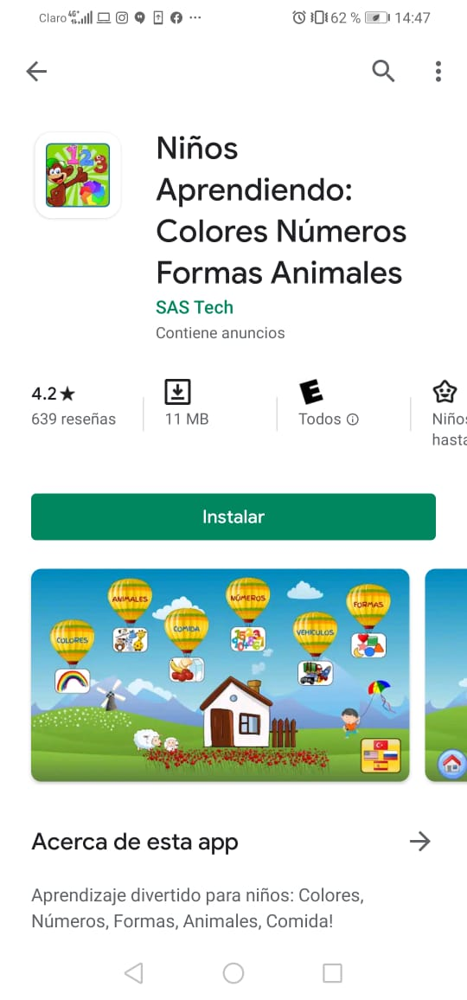 Claro 4G+ 62 % 14:47
123
Niños
Aprendiendo:
Colores Números
Formas Animales
SAS Tech
Contiene anuncios
4.2★
639 reseñas
11 MB
E
Todos
Niños
hasta
Instalar
ANIMALES
NÚMEROS
FORMAS
COMIDA
VEHICULOS
COLORES
Acerca de esta app
Aprendizaje divertido para niños: Colores,
Números, Formas, Animales, Comida!